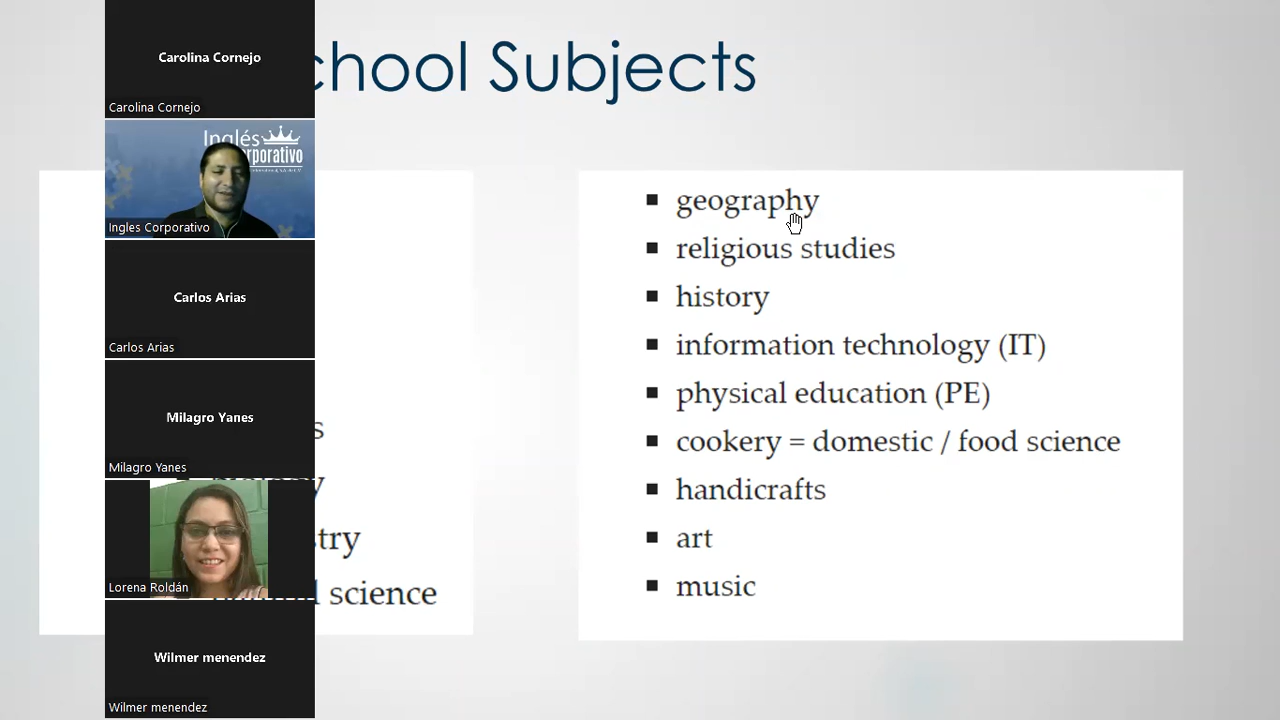 chool Subjects
Carolina Cornejo
Carolina Cornejo
Inglés
rporativo
Ingles Corporativo
Carlos Arias
Carlos Arias
Milagro Yanes
Milagro Yanes
Lorena Roldán
Wilmer menendez
Wilmer menendez
s
stry
science
geography
religious studies
history
information technology (IT)
physical education (PE)
cookery = domestic / food science
handicrafts
art
music